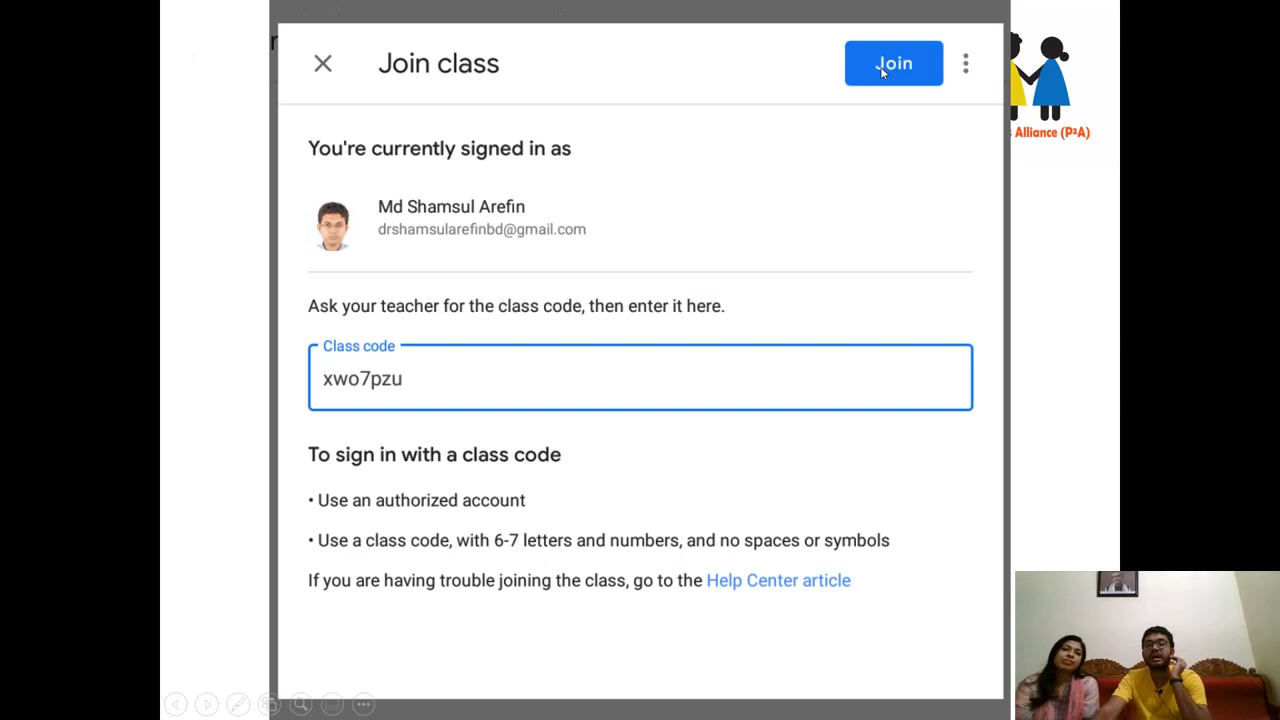 Join class
Join
You're currently signed in as
Md Shamsul Arefin
drshamsularefinbd@gmail.com
Ask your teacher for the class code, then enter it here.
Class code
xwo7pzu
To sign in with a class code
• Use an authorized account
• Use a class code, with 6-7 letters and numbers, and no spaces or symbols
If you are having trouble joining the class, go to the Help Center article
Alliance (P²A)